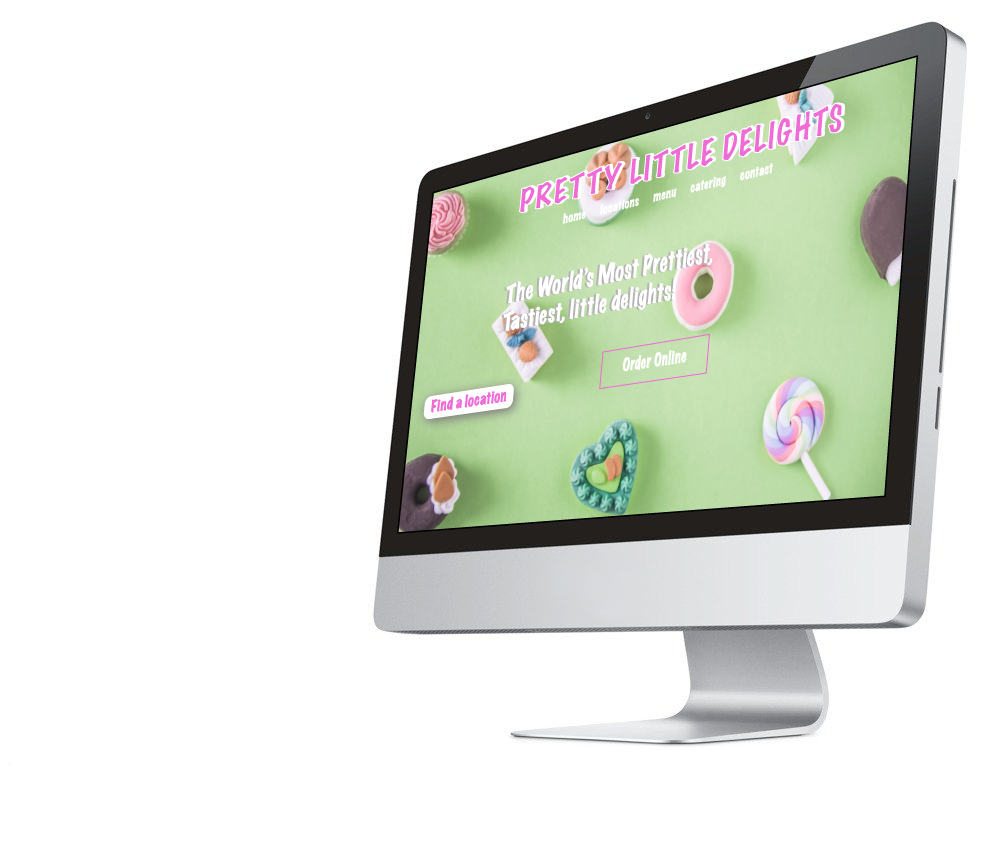 PRETTY LITTLE DELIGHTS
home locations menu catering contact
The World's Most Prettiest,
Tastiest, little delights!
Order Online
Find a location